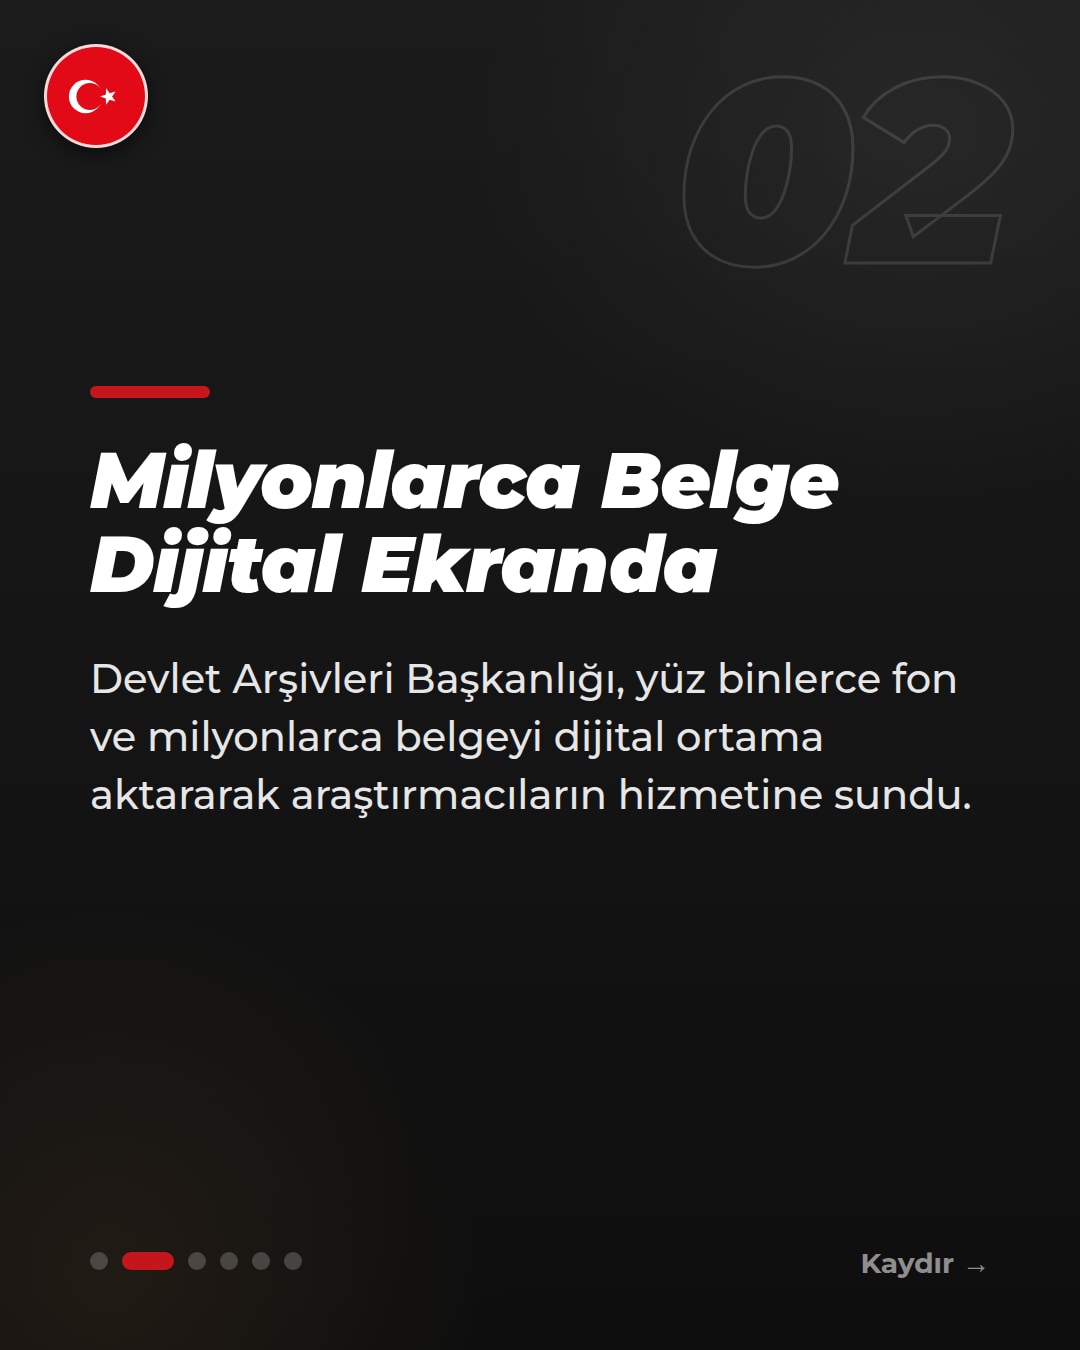 02
Milyonlarca Belge
Dijital Ekranda
Devlet Arşivleri Başkanlığı, yüz binlerce fon
ve milyonlarca belgeyi dijital ortama
aktararak araştırmacıların hizmetine sundu.
Kaydır →